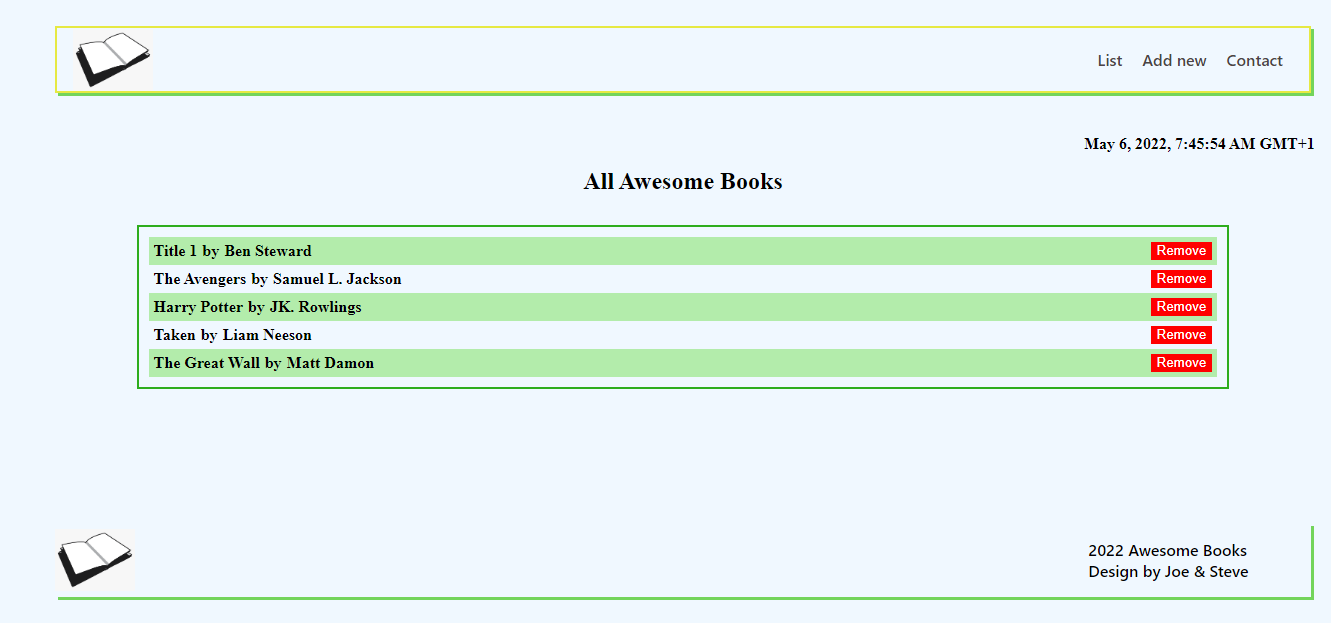 List Add new Contact
May 6, 2022, 7:45:54 AM GMT+1
All Awesome Books
Title 1 by Ben Steward Remove
The Avengers by Samuel L. Jackson Remove
Harry Potter by JK. Rowlings Remove
Taken by Liam Neeson Remove
The Great Wall by Matt Damon Remove
2022 Awesome Books
Design by Joe & Steve